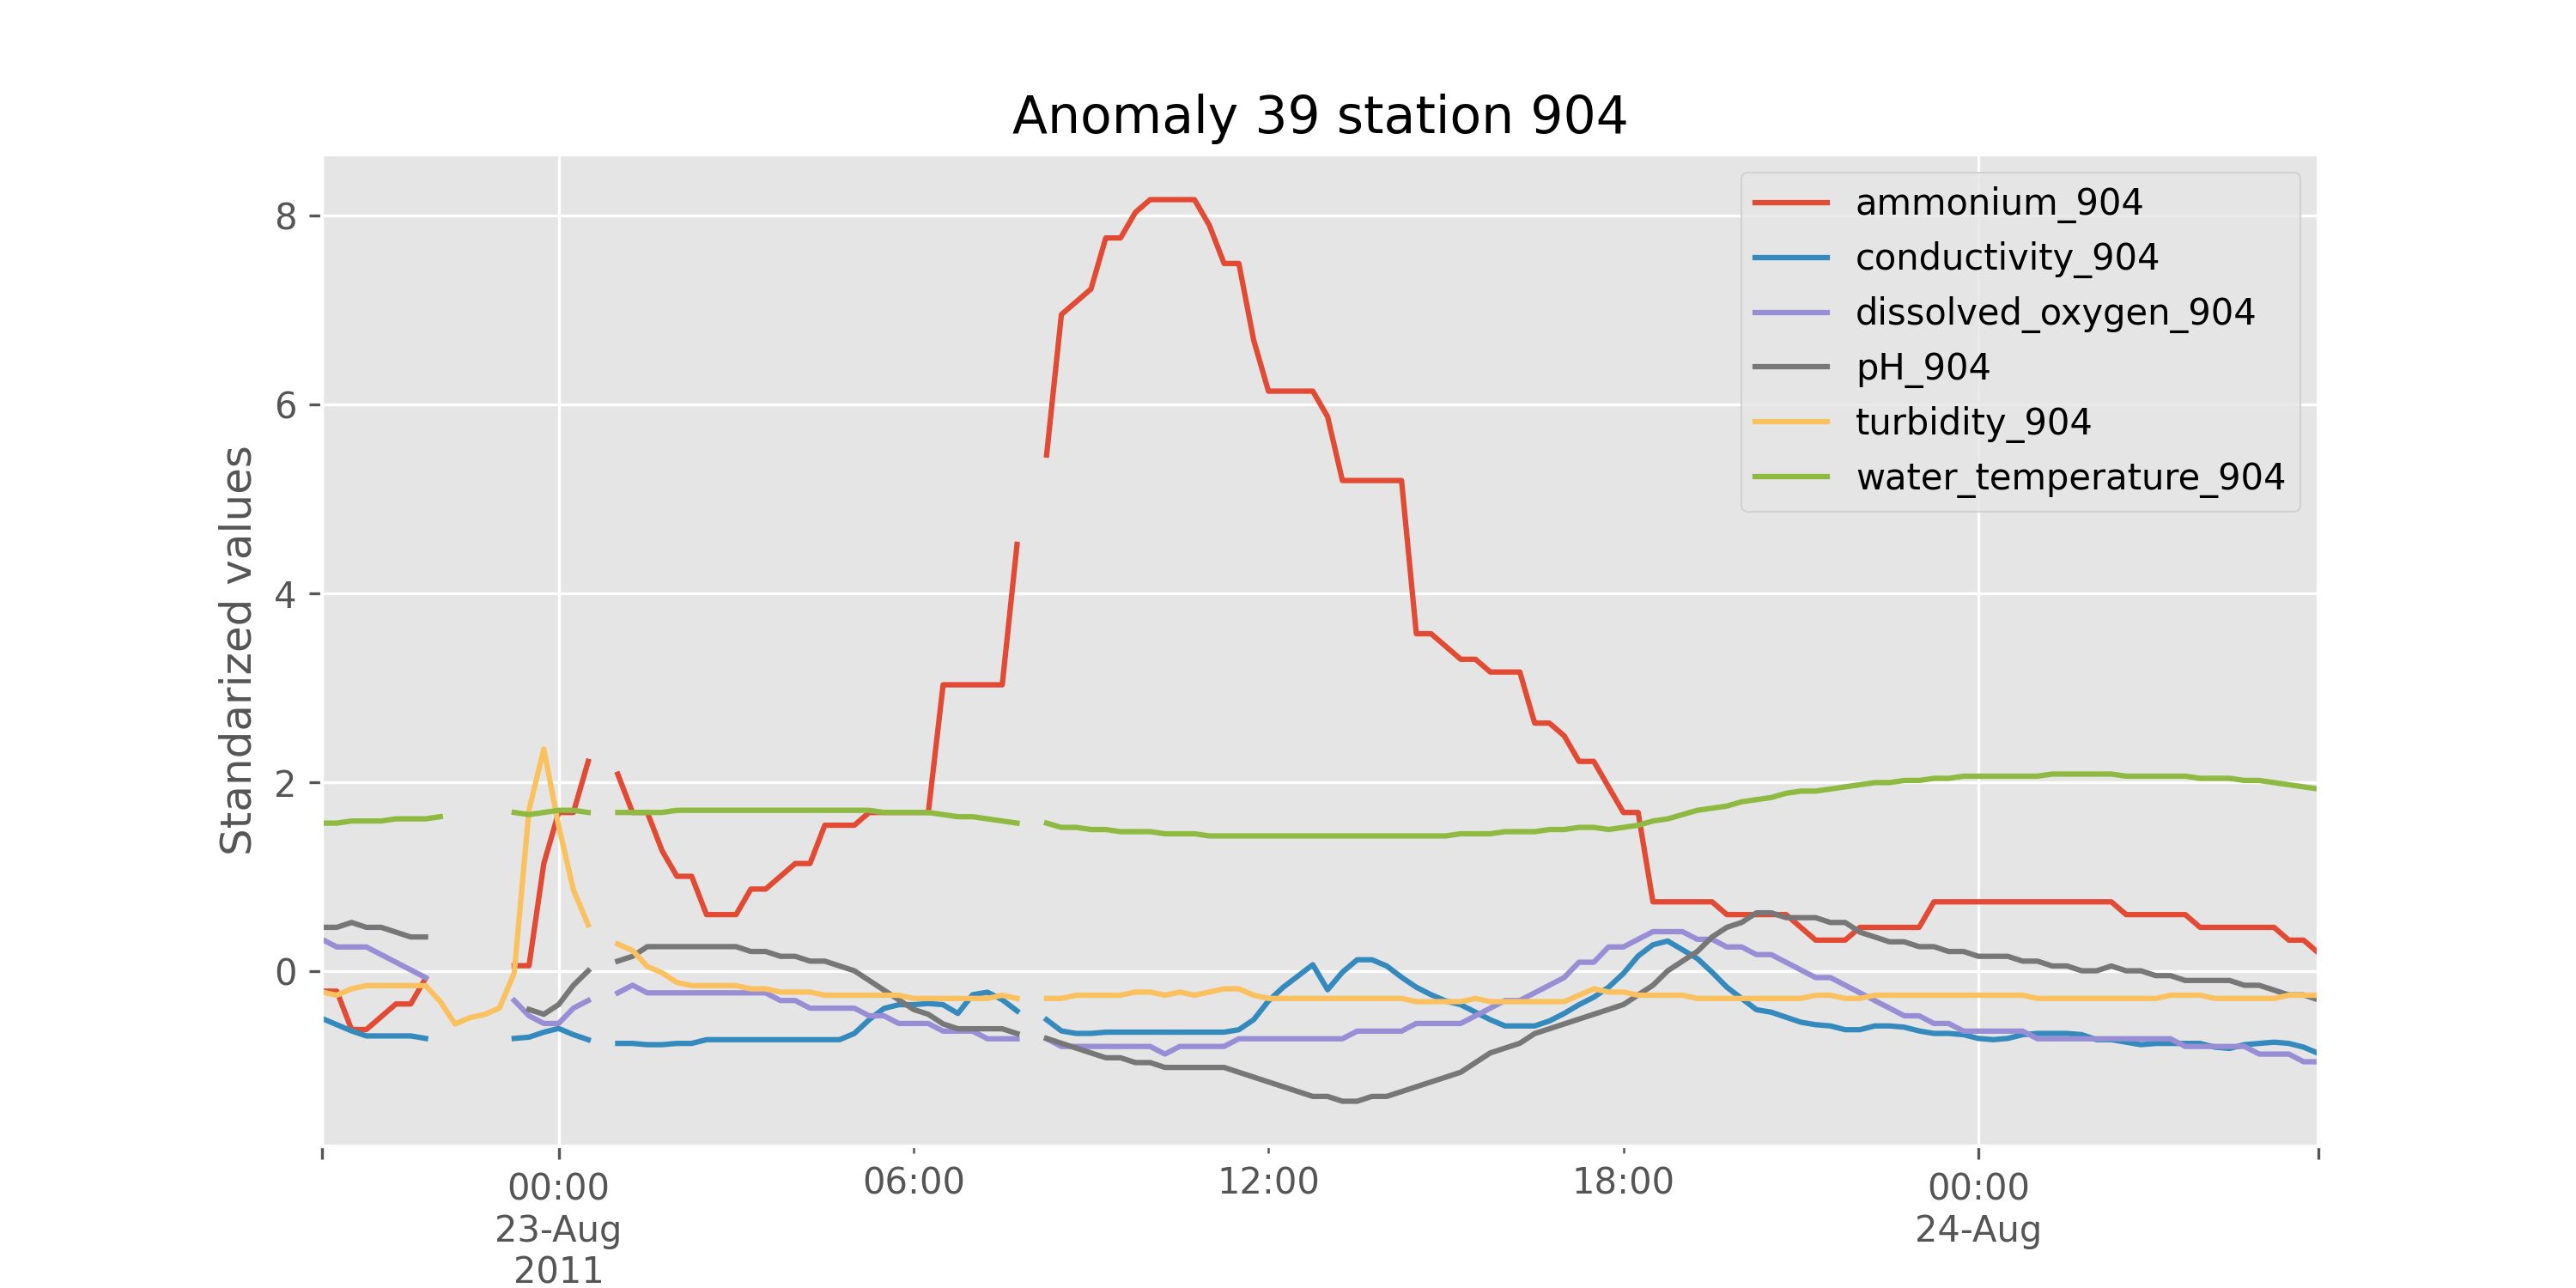 Anomaly 39 station 904
ammonium_904
conductivity_904
dissolved_oxygen_904
pH_904
turbidity_904
water_temperature_904
Standarized values
8
6
4
2
0
00:00
23-Aug
2011
06:00
12:00
18:00
00:00
24-Aug